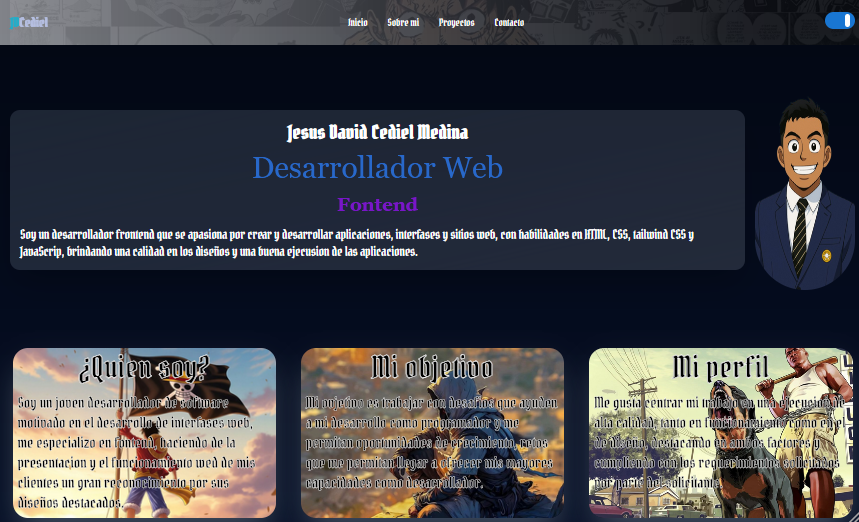 Cediel
Inicio Sobre mi Proyectos Contacto
Jesus David Cediel Medina
Desarrollador Web
Fontend
Soy un desarrollador frontend que se apasiona por crear y desarrollar aplicaciones, interfases y sitios web, con habilidades en HTML, CSS, tailwind CSS y
JavaScrip, brindando una calidad en los diseños y una buena ejecusion de las aplicaciones.
¿Quien soy?
Soy un joven desarrollador de software
motivado en el desarrollo de interfases web,
me especializo en fontend, haciendo de la
presentacion y el funcionamiento web de mis
clientes un gran reconocimiento por sus
diseños destacados.
Mi objetivo
Mi ovjetivo es trabajar con desafios que ayuden
a mi desarrollo como programador y me
permitan oportunidades de crecimiento, retos
que me permitan llegar a ofrecer mis mayores
capacidades como desarrollador.
Mi perfil
Me gusta centrar mi trabajo en una ejecucion de
alta calidad, tanto en funcionamiento como en el
de diseño, destacando en ambos factores y
cumpliendo con los requerimientos solicitados
por parte del solicitante.